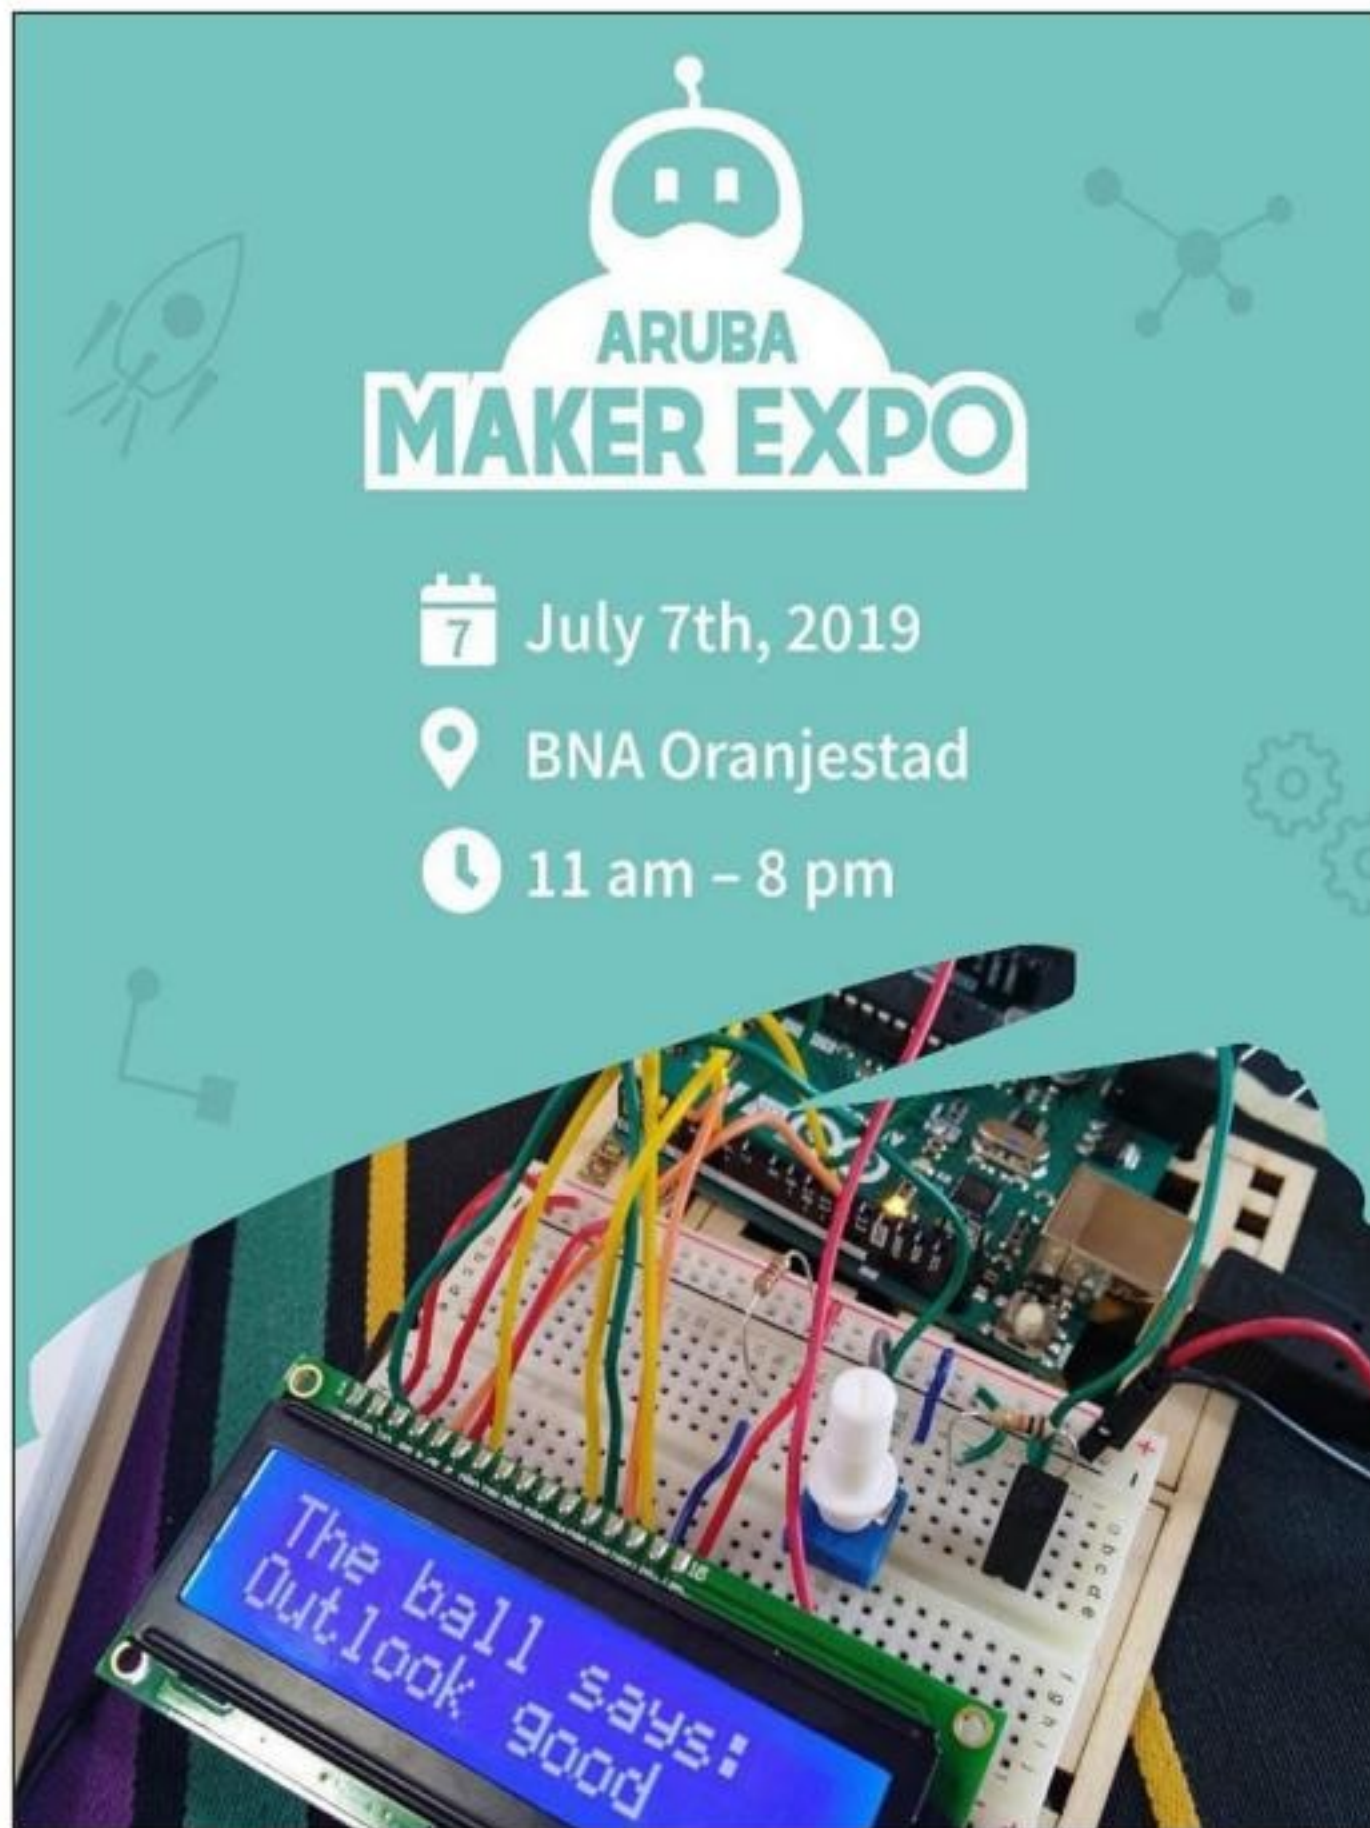 ARUBA
MAKER EXPO
7
July 7th, 2019
BNA Oranjestad
11 am – 8 pm
The ball says:
Outlook good